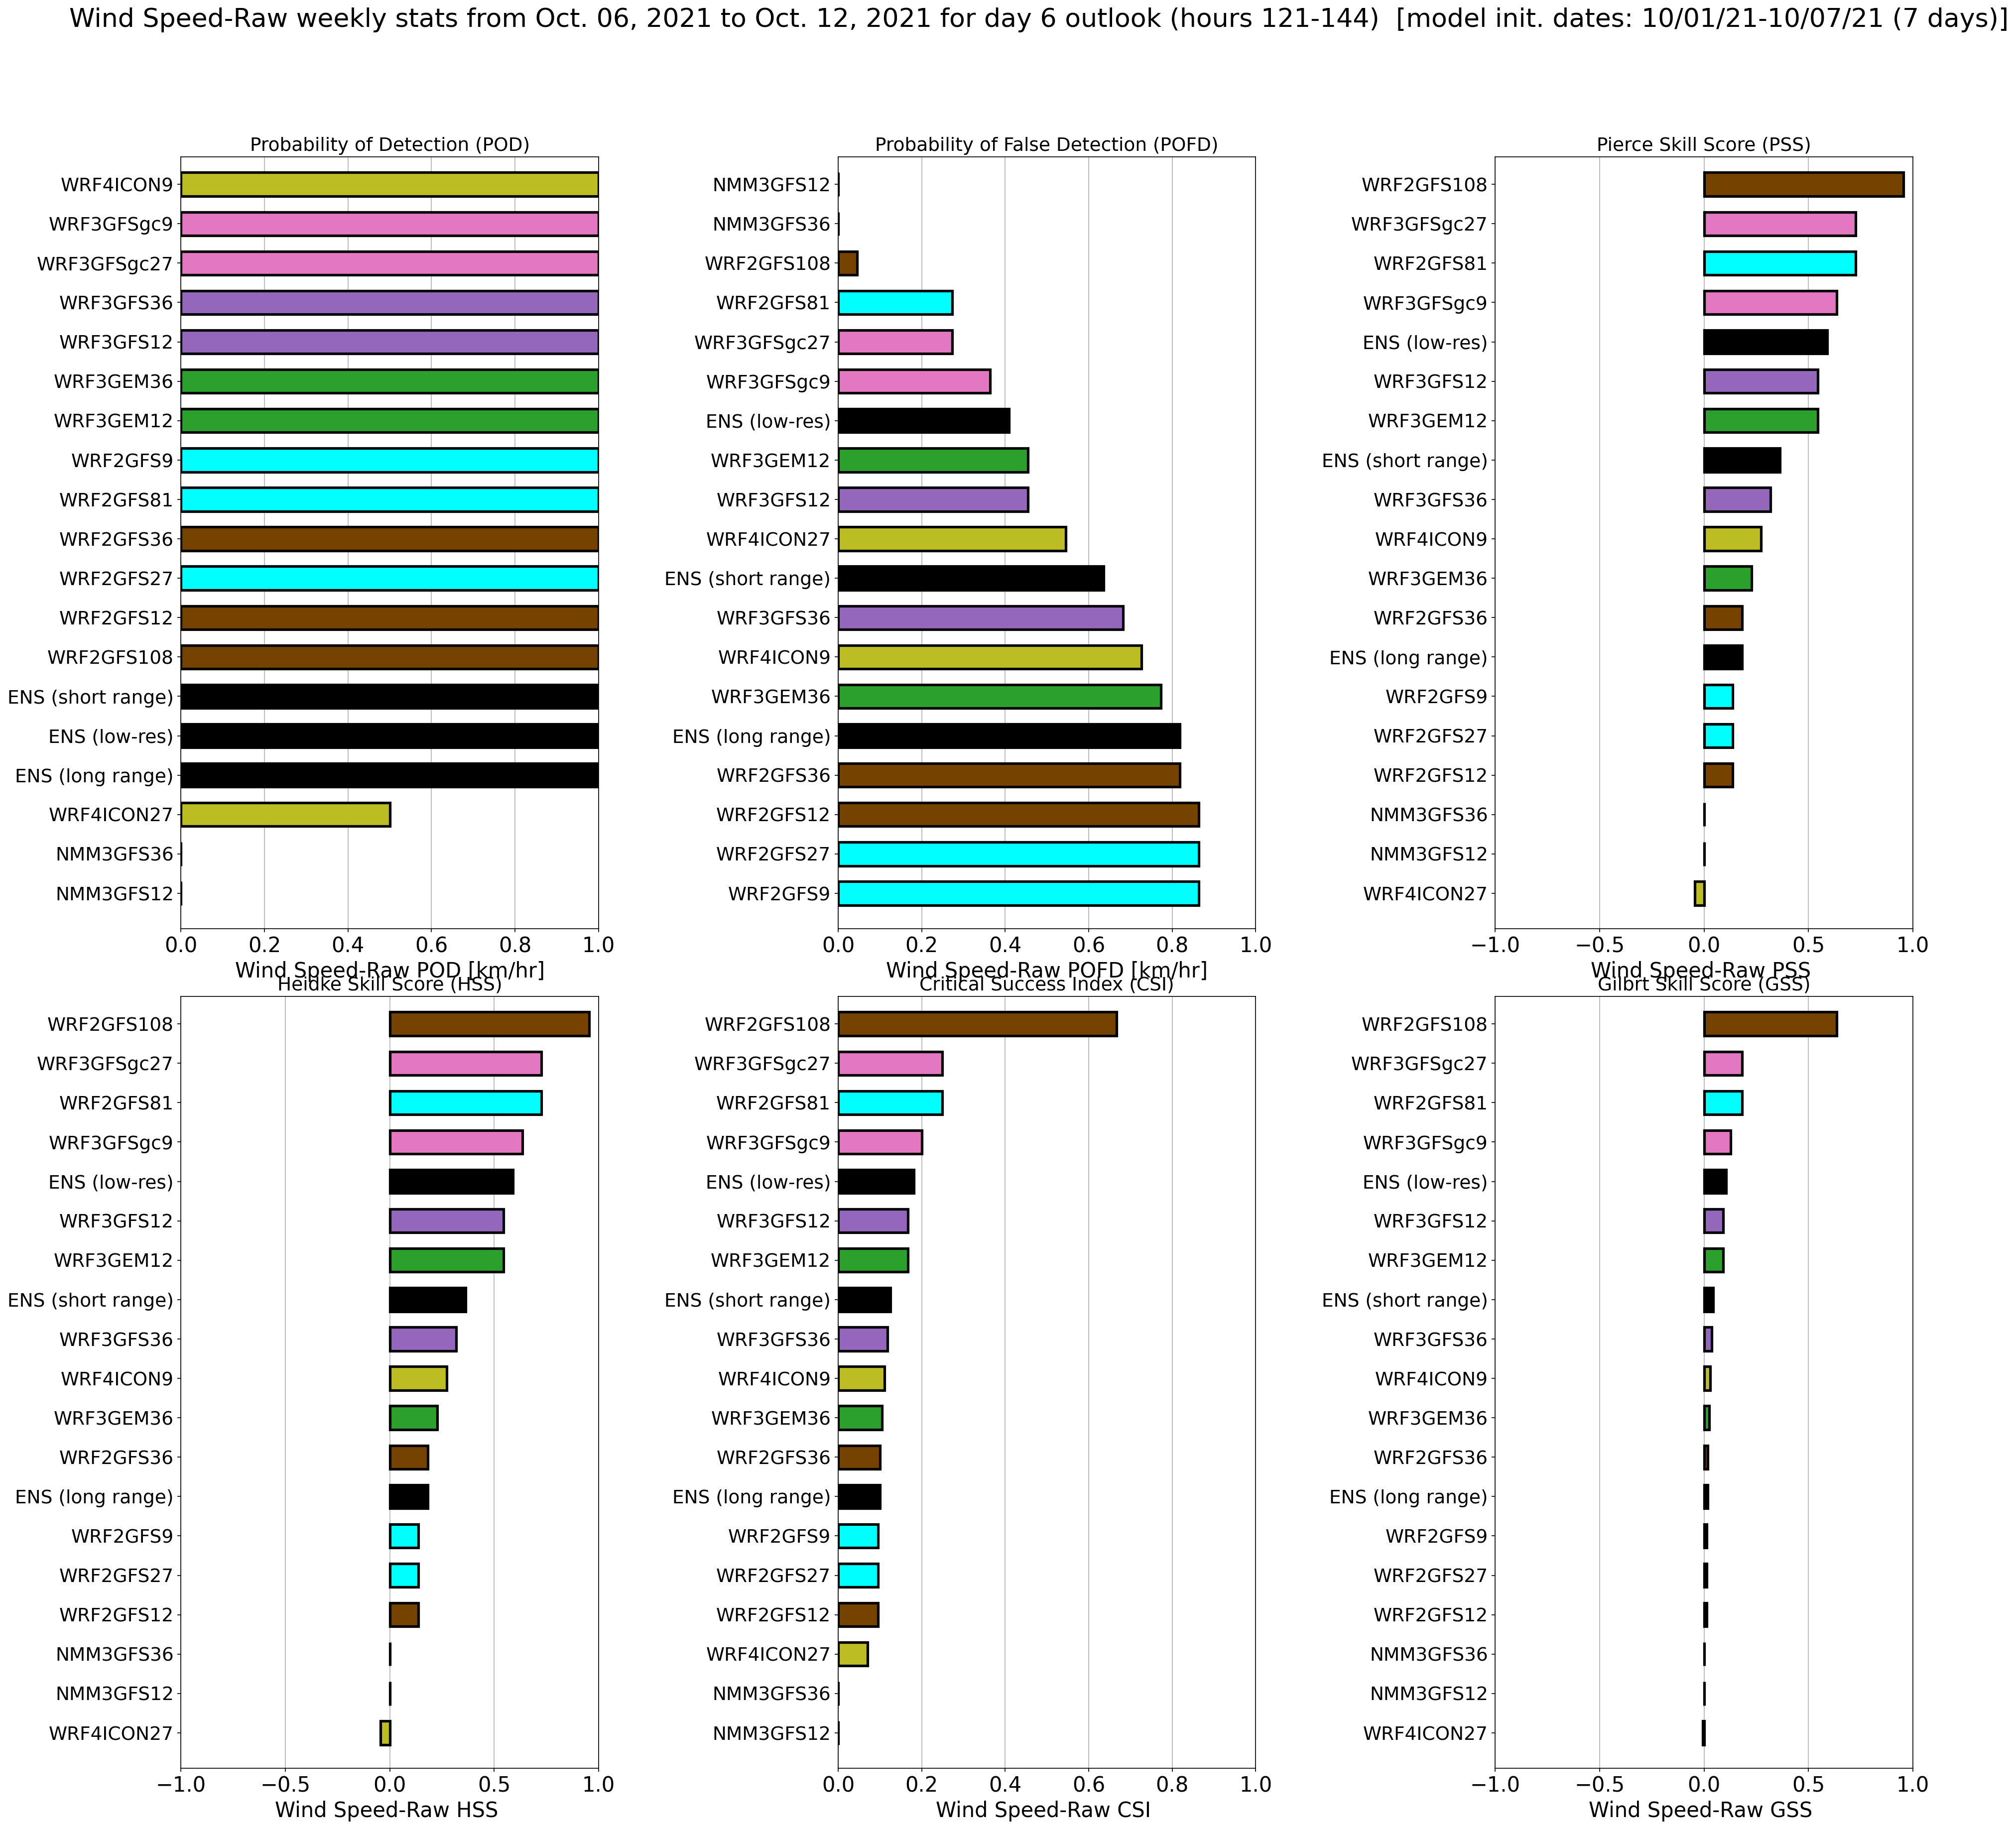 Wind Speed-Raw weekly stats from Oct. 06, 2021 to Oct. 12, 2021 for day 6 outlook (hours 121-144)  [model init. dates: 10/01/21-10/07/21 (7 days)]
Probability of Detection (POD)
WRF4ICON9
WRF3GFSgc9
WRF3GFSgc27
WRF3GFS36
WRF3GFS12
WRF3GEM36
WRF3GEM12
WRF2GFS9
WRF2GFS81
WRF2GFS36
WRF2GFS27
WRF2GFS12
WRF2GFS108
ENS (short range)
ENS (low-res)
ENS (long range)
WRF4ICON27
NMM3GFS36
NMM3GFS12
0.0 0.2 0.4 0.6 0.8 1.0
Wind Speed-Raw POD [km/hr]
Probability of False Detection (POFD)
NMM3GFS12
NMM3GFS36
WRF2GFS108
WRF2GFS81
WRF3GFSgc27
WRF3GFSgc9
ENS (low-res)
WRF3GEM12
WRF3GFS12
WRF4ICON27
ENS (short range)
WRF3GFS36
WRF4ICON9
WRF3GEM36
ENS (long range)
WRF2GFS36
WRF2GFS12
WRF2GFS27
WRF2GFS9
0.0 0.2 0.4 0.6 0.8 1.0
Wind Speed-Raw POFD [km/hr]
Pierce Skill Score (PSS)
WRF2GFS108
WRF3GFSgc27
WRF2GFS81
WRF3GFSgc9
ENS (low-res)
WRF3GFS12
WRF3GEM12
ENS (short range)
WRF3GFS36
WRF4ICON9
WRF3GEM36
WRF2GFS36
ENS (long range)
WRF2GFS9
WRF2GFS27
WRF2GFS12
NMM3GFS36
NMM3GFS12
WRF4ICON27
−1.0 −0.5 0.0 0.5 1.0
Wind Speed-Raw PSS
Heidke Skill Score (HSS)
WRF2GFS108
WRF3GFSgc27
WRF2GFS81
WRF3GFSgc9
ENS (low-res)
WRF3GFS12
WRF3GEM12
ENS (short range)
WRF3GFS36
WRF4ICON9
WRF3GEM36
WRF2GFS36
ENS (long range)
WRF2GFS9
WRF2GFS27
WRF2GFS12
NMM3GFS36
NMM3GFS12
WRF4ICON27
−1.0 −0.5 0.0 0.5 1.0
Wind Speed-Raw HSS
Critical Success Index (CSI)
WRF2GFS108
WRF3GFSgc27
WRF2GFS81
WRF3GFSgc9
ENS (low-res)
WRF3GFS12
WRF3GEM12
ENS (short range)
WRF3GFS36
WRF4ICON9
WRF3GEM36
WRF2GFS36
ENS (long range)
WRF2GFS9
WRF2GFS27
WRF2GFS12
WRF4ICON27
NMM3GFS36
NMM3GFS12
0.0 0.2 0.4 0.6 0.8 1.0
Wind Speed-Raw CSI
Gilbrt Skill Score (GSS)
WRF2GFS108
WRF3GFSgc27
WRF2GFS81
WRF3GFSgc9
ENS (low-res)
WRF3GFS12
WRF3GEM12
ENS (short range)
WRF3GFS36
WRF4ICON9
WRF3GEM36
WRF2GFS36
ENS (long range)
WRF2GFS9
WRF2GFS27
WRF2GFS12
NMM3GFS36
NMM3GFS12
WRF4ICON27
−1.0 −0.5 0.0 0.5 1.0
Wind Speed-Raw GSS